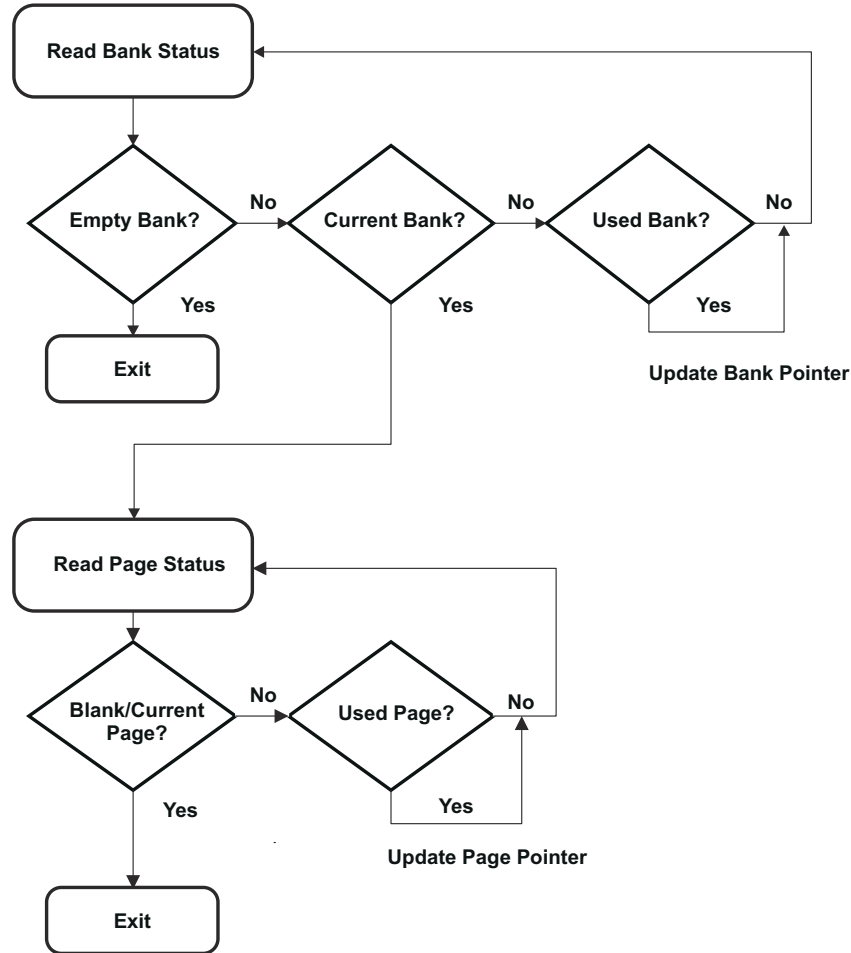 Read Bank Status
Empty Bank?
No
Current Bank?
No
Used Bank?
No
Yes
Yes
Yes
Exit
Update Bank Pointer
Read Page Status
Blank/Current
Page?
No
Used Page?
No
Yes
Yes
Update Page Pointer
Exit